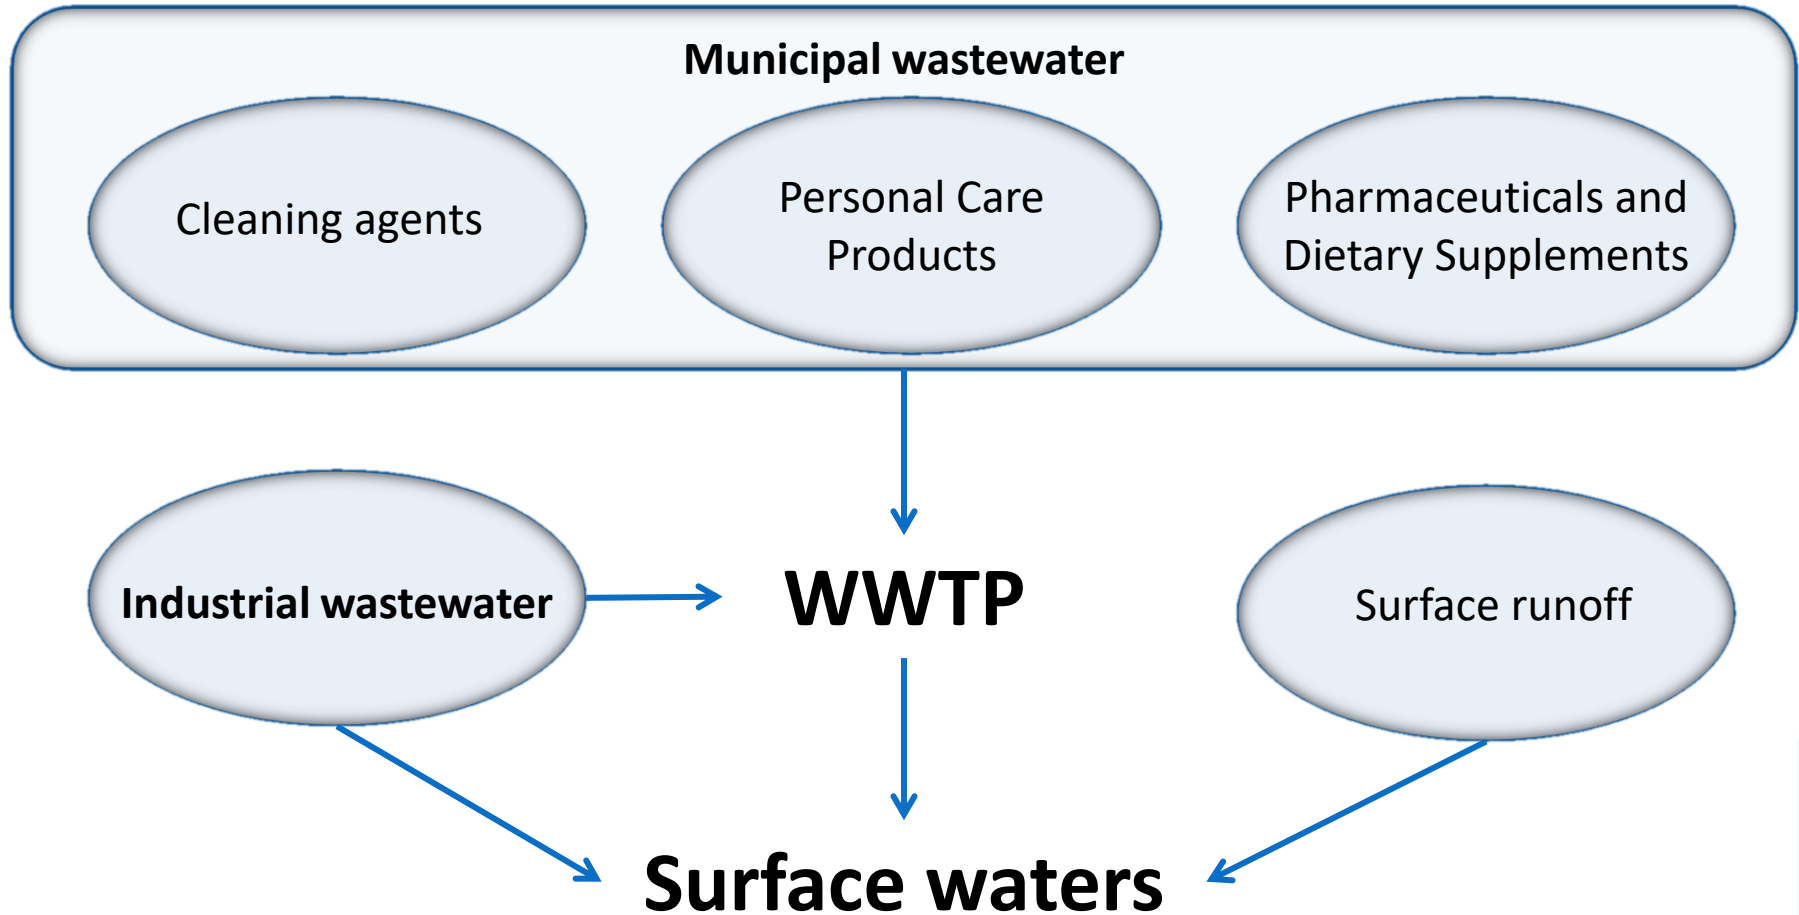 Municipal wastewater
Cleaning agents
Personal Care
Products
Pharmaceuticals and
Dietary Supplements
Industrial wastewater
WWTP
Surface runoff
Surface waters